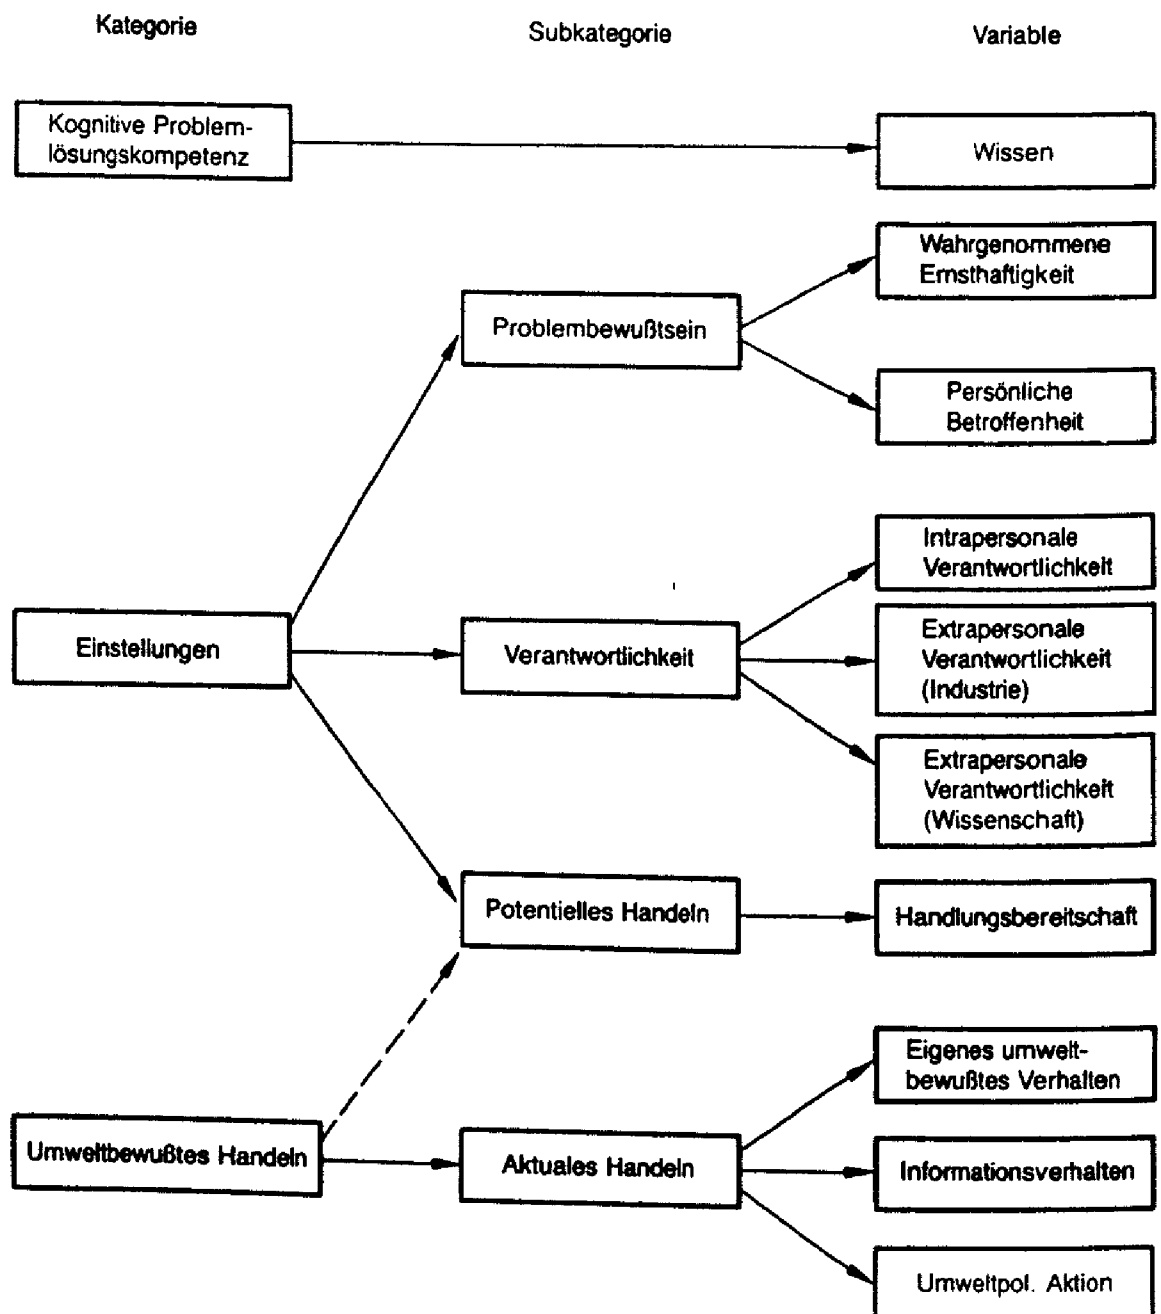 Kategorie
Subkategorie
Variable
Kognitive Problem-
lösungskompetenz
Wissen
Wahrgenommene
Ernsthaftigkeit
Problembewußtsein
Persönliche
Betroffenheit
Intrapersonale
Verantwortlichkeit
Einstellungen
Verantwortlichkeit
Extrapersonale
Verantwortlichkeit
(Industrie)
Extrapersonale
Verantwortlichkeit
(Wissenschaft)
Potentielles Handeln
Handlungsbereitschaft
Eigenes umwelt-
bewußtes Verhalten
Umweltbewußtes Handeln
Aktuales Handeln
Informationsverhalten
Umweltpol. Aktion